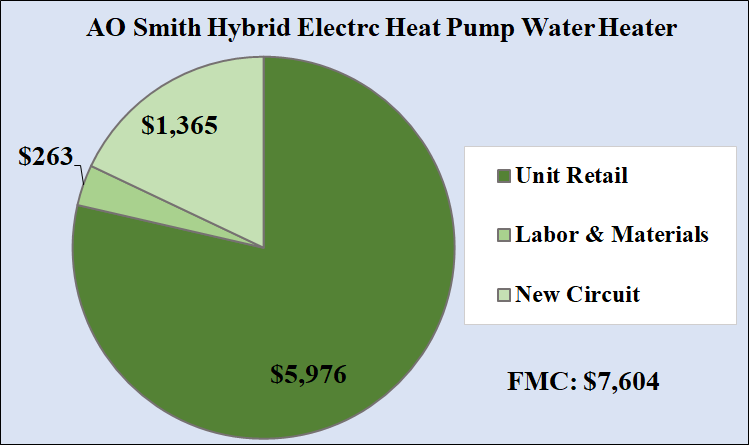 AO Smith Hybrid Electrc Heat Pump Water Heater
$1,365
$263
$5,976
Unit Retail
Labor & Materials
New Circuit
FMC: $7,604